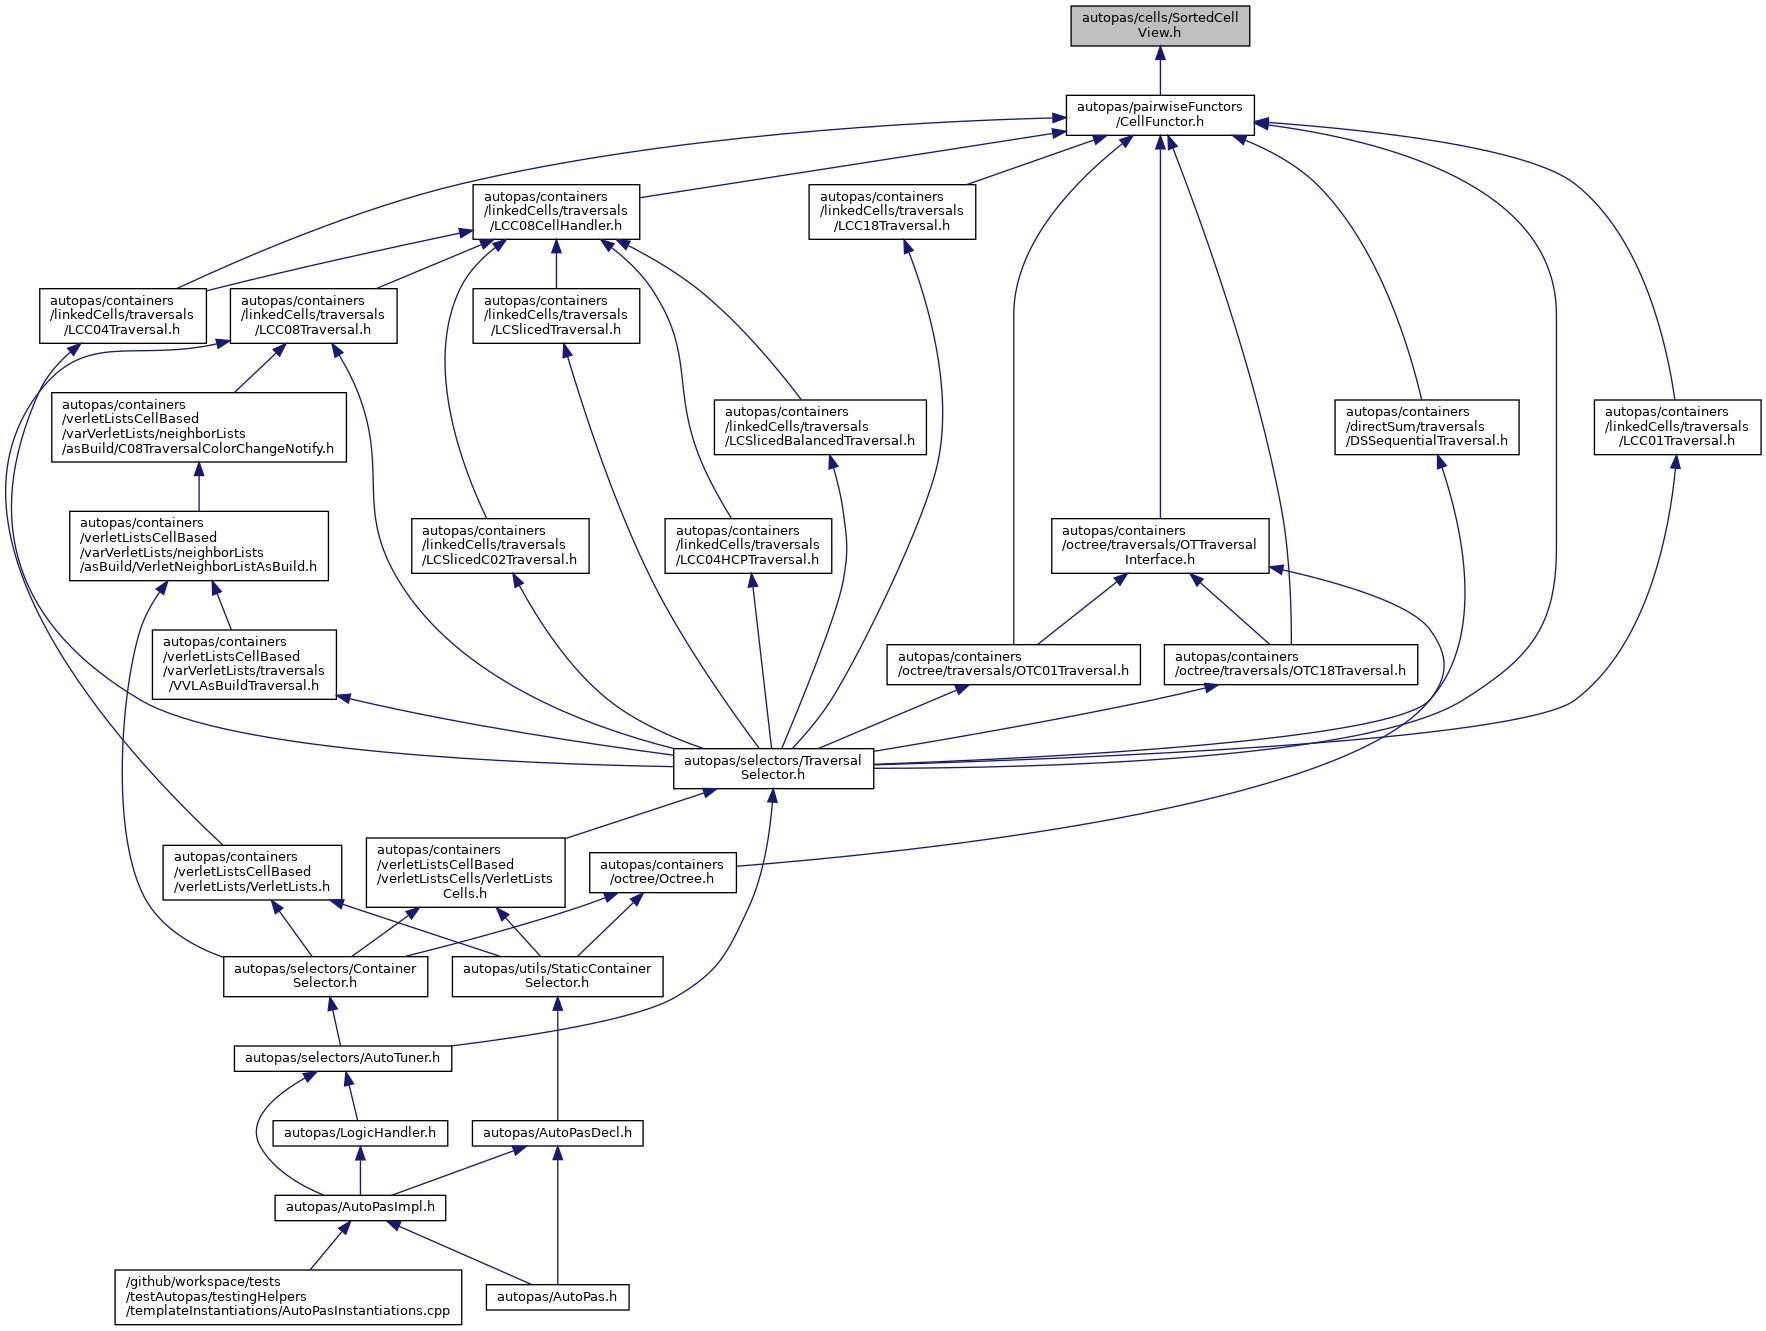 autopas/cells/SortedCell
View.h
autopas/pairwiseFunctors
/CellFunctor.h
autopas/containers
/linkedCells/traversals
/LCC08CellHandler.h
autopas/containers
/linkedCells/traversals
/LCC18Traversal.h
autopas/containers
/linkedCells/traversals
/LCC04Traversal.h
autopas/containers
/linkedCells/traversals
/LCC08Traversal.h
autopas/containers
/linkedCells/traversals
/LCSlicedTraversal.h
autopas/containers
/verletListsCellBased
/varVerletLists/neighborLists
/asBuild/C08TraversalColorChangeNotify.h
autopas/containers
/linkedCells/traversals
/LCSlicedBalancedTraversal.h
autopas/containers
/directSum/traversals
/DSSequentialTraversal.h
autopas/containers
/linkedCells/traversals
/LCC01Traversal.h
autopas/containers
/verletListsCellBased
/varVerletLists/neighborLists
/asBuild/VerletNeighborListAsBuild.h
autopas/containers
/linkedCells/traversals
/LCSlicedC02Traversal.h
autopas/containers
/linkedCells/traversals
/LCC04HCPTraversal.h
autopas/containers
/octree/traversals/OTTraversal
Interface.h
autopas/containers
/verletListsCellBased
/varVerletLists/traversals
/VVLAsBuildTraversal.h
autopas/containers
/octree/traversals/OTC01Traversal.h
autopas/containers
/octree/traversals/OTC18Traversal.h
autopas/selectors/Traversal
Selector.h
autopas/containers
/verletListsCellBased
/verletLists/VerletLists.h
autopas/containers
/verletListsCellBased
/verletListsCells/VerletLists
Cells.h
autopas/containers
/octree/Octree.h
autopas/selectors/Container
Selector.h
autopas/utils/StaticContainer
Selector.h
autopas/selectors/AutoTuner.h
autopas/LogicHandler.h
autopas/AutoPasDecl.h
autopas/AutoPasImpl.h
/github/workspace/tests
/testAutopas/testingHelpers
/templateInstantiations/AutoPasInstantiations.cpp
autopas/AutoPas.h